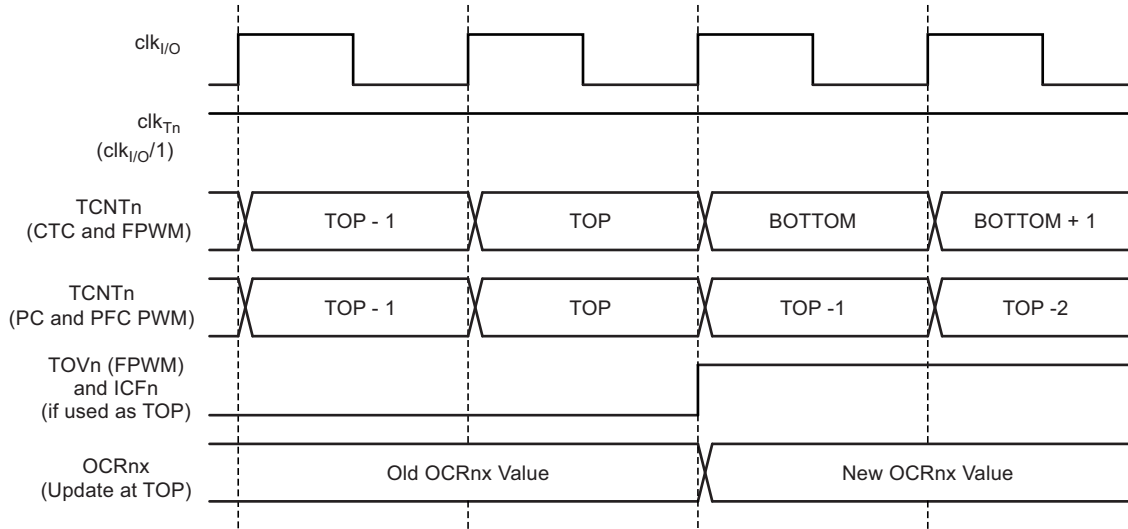 clkI/O
clkTn
(clkI/O/1)
TCNTn
(CTC and FPWM)
TOP - 1
TOP
BOTTOM
BOTTOM + 1
TCNTn
(PC and PFC PWM)
TOP - 1
TOP
TOP -1
TOP -2
TOVn (FPWM)
and ICFn
(if used as TOP)
OCRnx
(Update at TOP)
Old OCRnx Value
New OCRnx Value